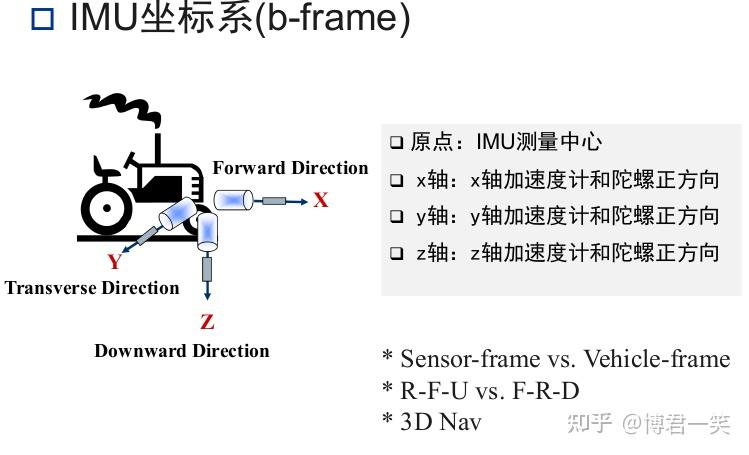 IMU坐标系(b-frame)
Forward Direction
X
Y
Transverse Direction
Z
Downward Direction
原点：IMU测量中心
x轴：x轴加速度计和陀螺正方向
y轴：y轴加速度计和陀螺正方向
z轴：z轴加速度计和陀螺正方向
* Sensor-frame vs. Vehicle-frame
* R-F-U vs. F-R-D
* 3D Nav
知乎 @博君一笑